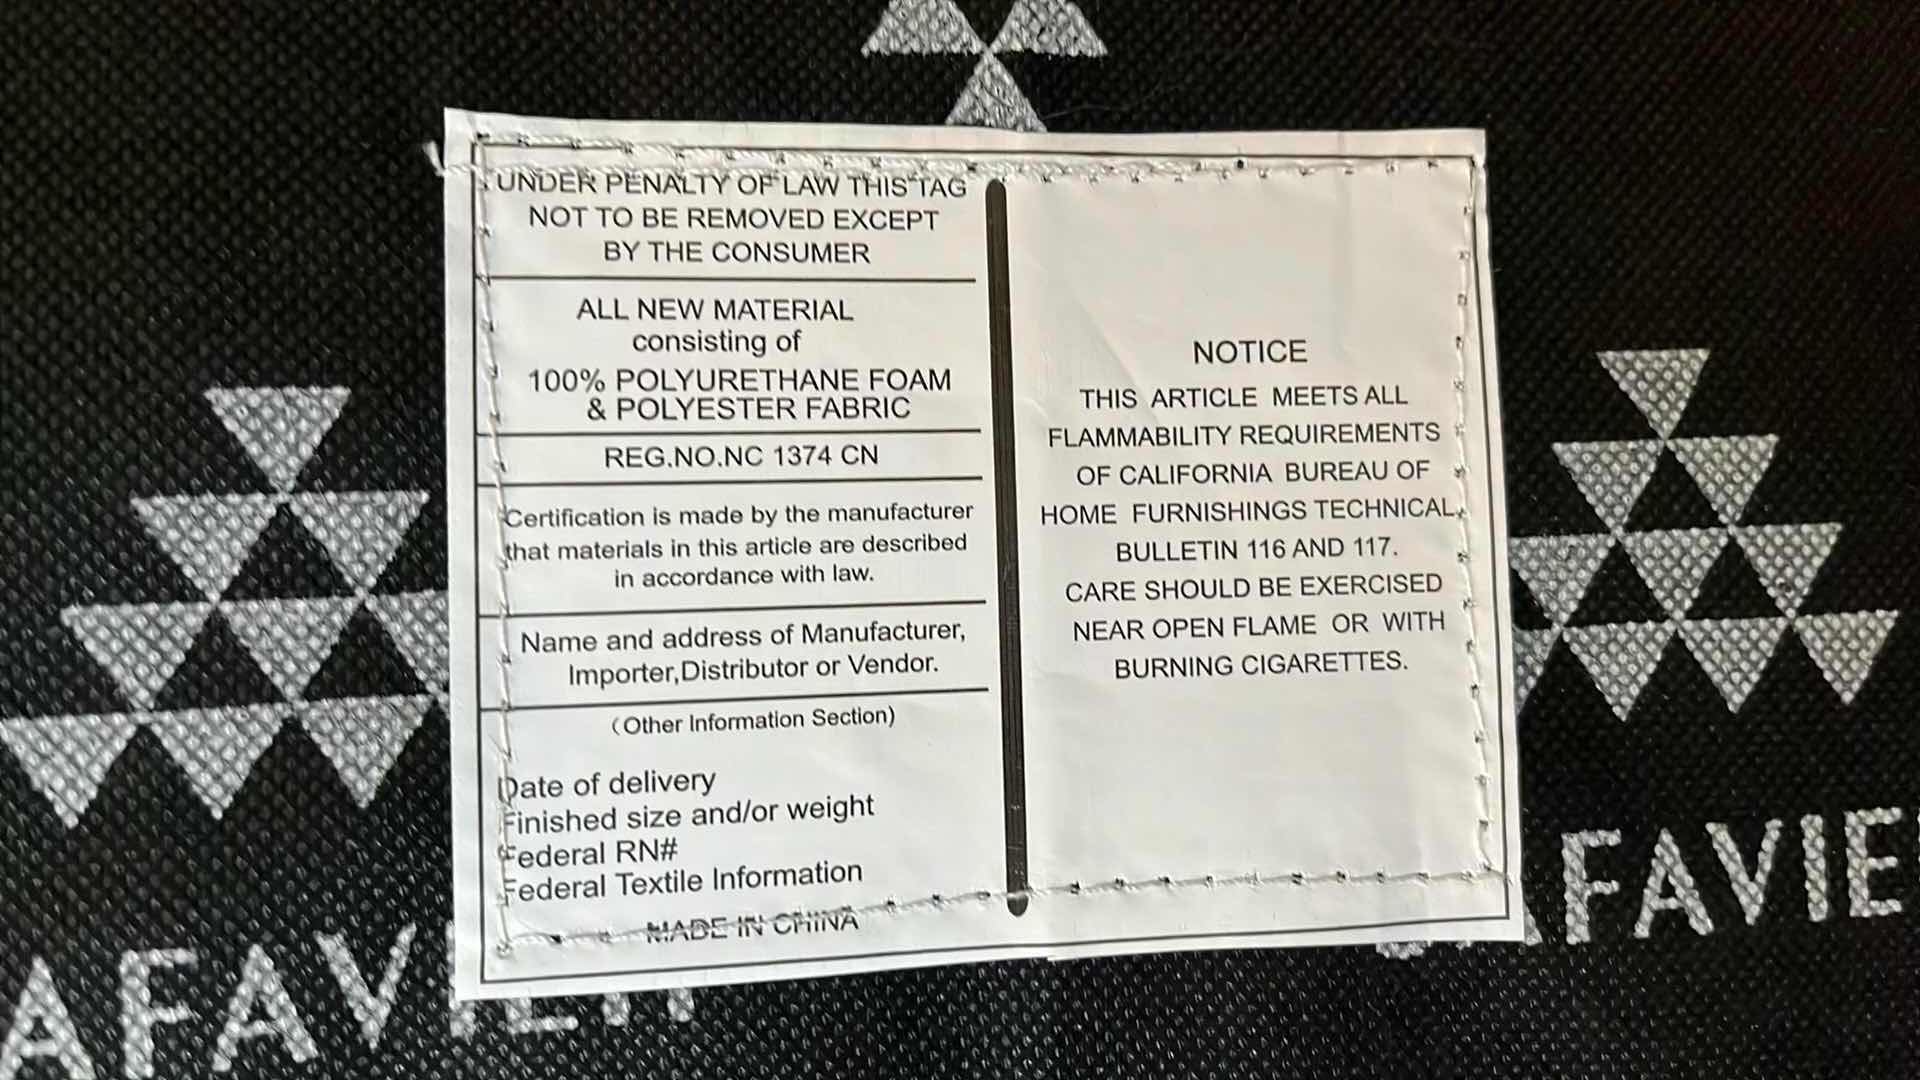 UNDER PENALTY OF LAW THIS TAG
NOT TO BE REMOVED EXCEPT
BY THE CONSUMER
ALL NEW MATERIAL
consisting of
100% POLYURETHANE FOAM
& POLYESTER FABRIC
REG.NO.NC 1374 CN
Certification is made by the manufacturer
that materials in this article are described
in accordance with law.
Name and address of Manufacturer,
Importer,Distributor or Vendor.
(Other Information Section)
Date of delivery
Finished size and/or weight
Federal RN#
Federal Textile Information
MADE IN CHINA
NOTICE
THIS ARTICLE MEETS ALL
FLAMMABILITY REQUIREMENTS
OF CALIFORNIA BUREAU OF
HOME FURNISHINGS TECHNICAL
BULLETIN 116 AND 117.
CARE SHOULD BE EXERCISED
NEAR OPEN FLAME OR WITH
BURNING CIGARETTES.
AFAVIEH
AFAVIE